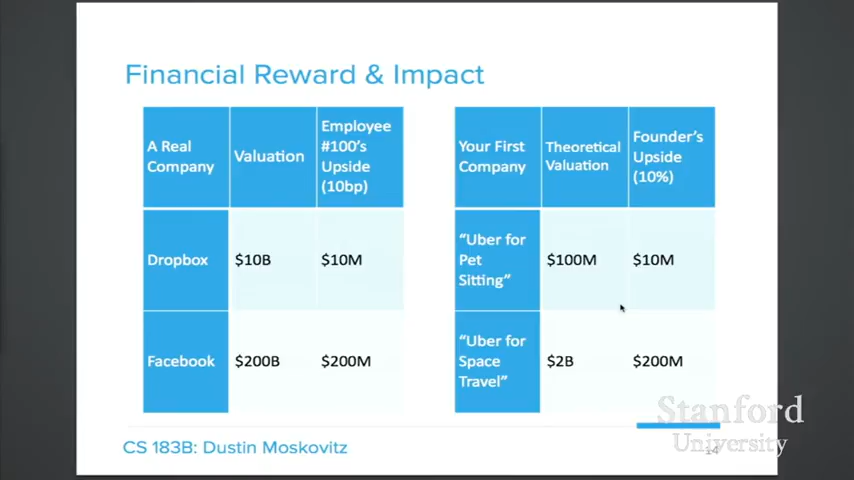 Financial Reward & Impact
A Real
Company
Valuation
Employee
#100's
Upside
(10bp)
Dropbox
$10B
$10M
Facebook
$200B
$200M
Your First
Company
Theoretical
Valuation
Founder's
Upside
(10%)
"Uber for
Pet
Sitting"
$100M
$10M
"Uber for
Space
Travel"
$2B
$200M
CS 183B: Dustin Moskovitz
Stanford
University
14